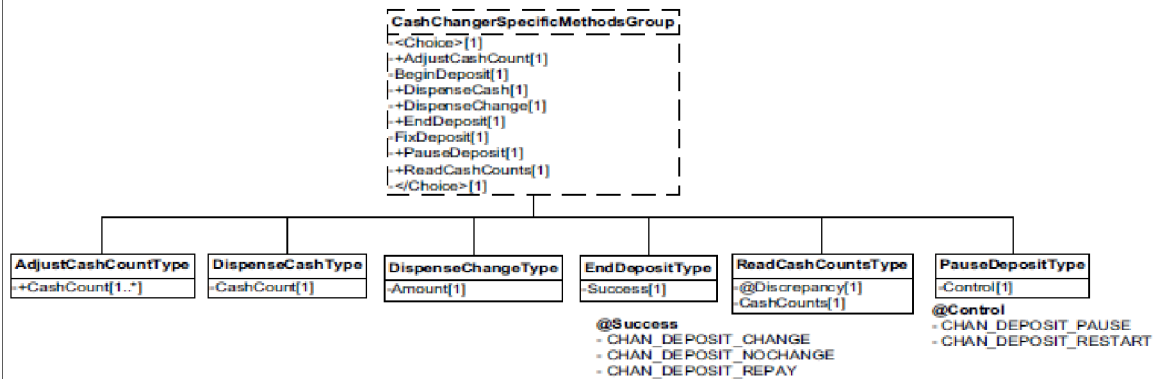 CashChangerSpecificMethodsGroup
-<Choice>[1]
-+AdjustCashCount[1]
-BeginDeposit[1]
-+DispenseCash[1]
-+DispenseChange[1]
-+EndDeposit[1]
-FixDeposit[1]
-+PauseDeposit[1]
-+ReadCashCounts[1]
-</Choice>[1]
AdjustCashCountType
-+CashCount[1..*]
DispenseCashType
-CashCount[1]
DispenseChangeType
-Amount[1]
EndDepositType
-Success[1]
@Success
- CHAN_DEPOSIT_CHANGE
- CHAN_DEPOSIT_NOCHANGE
- CHAN_DEPOSIT_REPAY
ReadCashCountsType
-@Discrepancy[1]
-CashCounts[1]
PauseDepositType
-Control[1]
@Control
- CHAN_DEPOSIT_PAUSE
- CHAN_DEPOSIT_RESTART